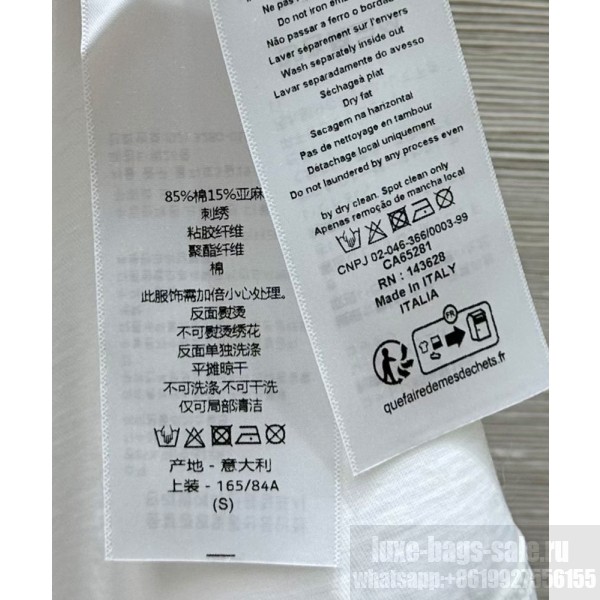 85%棉15%亚麻
刺绣
粘胶纤维
聚酯纤维
棉
此服饰需加倍小心处理。
反面熨烫
不可熨烫绣花
反面单独洗涤
平摊晾干
不可洗涤,不可干洗
仅可局部清洁
产地 - 意大利
上装 - 165/84A
(S)
Do not iron
Não passar a ferro o bordado
Laver séparément sur l'envers
Wash separately inside out
Lavar separadamente do avesso
Séchage à plat
Dry fat
Secagem na horizontal
Pas de nettoyage en tambour
Détachage local uniquement
Do not laundered by any process even
by dry clean. Spot clean only
Apenas remoção de mancha local
CNPJ 02-046-366/0003-99
CA65281
RN : 143628
Made in ITALY
ITALIA
FR
quefairedemesdechets.fr
luxe-bags-sale.ru
whatsapp:+8619927556155